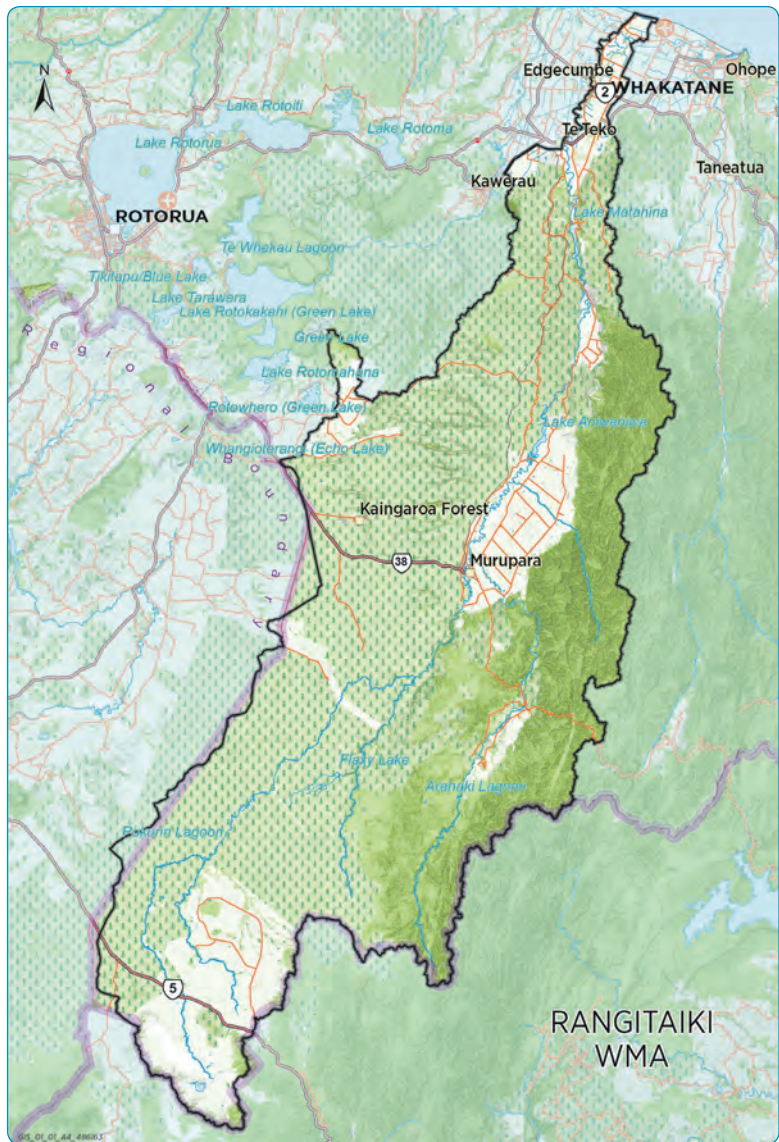 N
Edgecumbe
Ohope
2
WHAKATANE
Lake Rotoiti
Lake Rotoma
Te Teko
Lake Rotorua
Taneatua
Kawerau
ROTORUA
Lake Matahina
Te Whekau Lagoon
Tikitapu/Blue Lake
Lake Tarawera
Lake Rotokakahi (Green Lake)
Green Lake
Regional Boundary
Lake Rotomahana
Rotowhero (Green Lake)
Lake Aniwaniwa
Whangioterangi (Echo Lake)
Kaingaroa Forest
38
Murupara
Flaxy Lake
Arahaki Lagoon
Pukurin Lagoon
5
RANGITAIKI
WMA